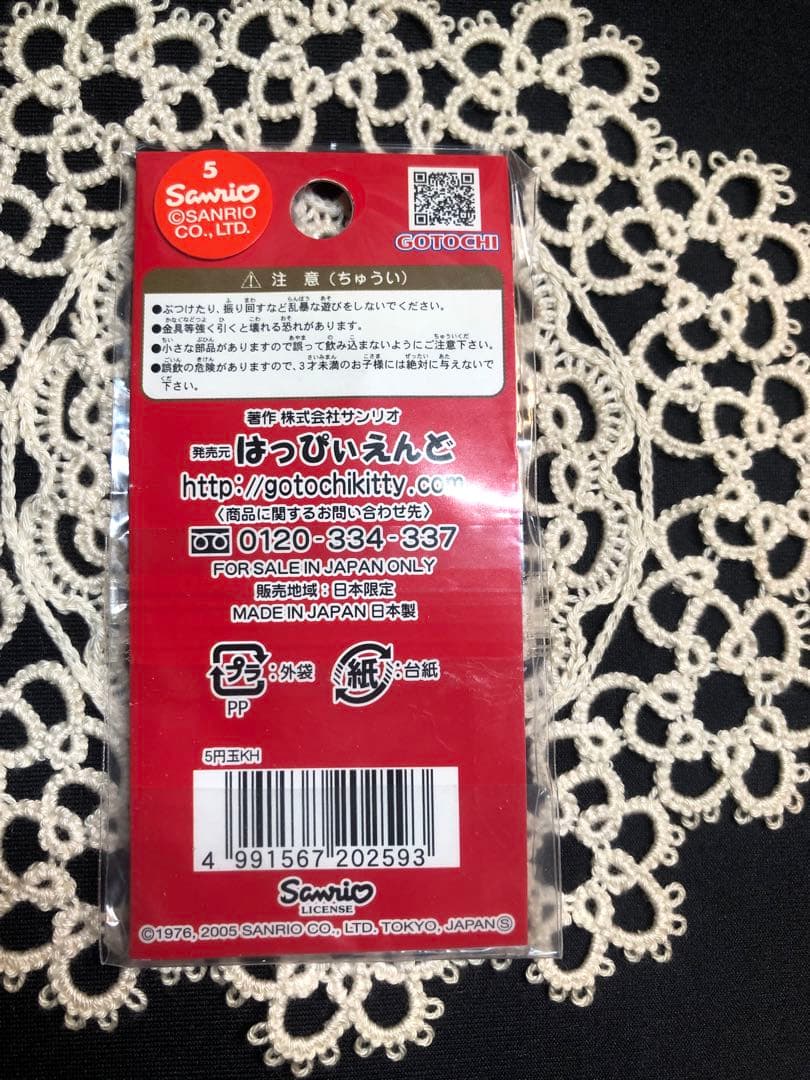 5
Sanrio
©SANRIO
CO., LTD.
GOTOCHI
⚠ 注 意 (ちゅうい)
●ぶつけたり、振り回すなど乱暴な遊びをしないでください。
●金具等強く引くと壊れる恐れがあります。
●小さな部品がありますので誤って飲み込まないようにご注意下さい。
●誤飲の危険がありますので、3才未満のお子様には絶対に与えないで
下さい。
著作 株式会社サンリオ
発売元 はっぴぃえんど
http://gotochikitty.com
〈商品に関するお問い合わせ先〉
0120-334-337
FOR SALE IN JAPAN ONLY
販売地域：日本限定
MADE IN JAPAN 日本製
プラ：外袋 紙：台紙
PP
5円玉KH
4 991567 202593
Sanrio
LICENSE
©1976, 2005 SANRIO CO., LTD. TOKYO, JAPAN Ⓢ